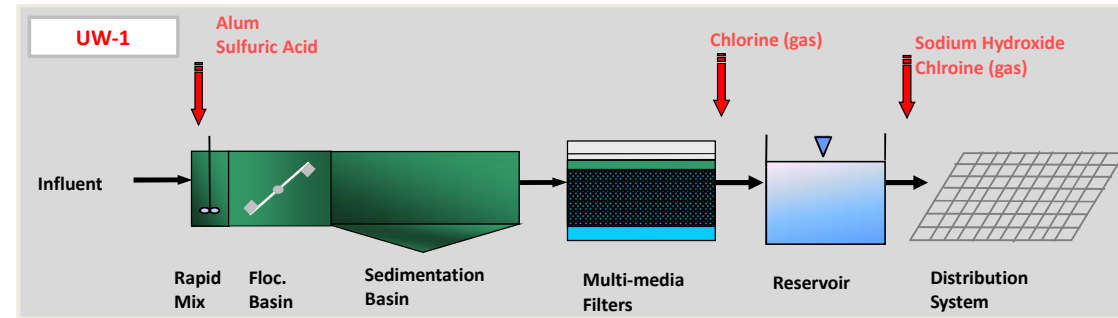 UW-1
Alum
Sulfuric Acid
Chlorine (gas)
Sodium Hydroxide
Chlroine (gas)
Influent
Rapid
Mix
Floc.
Basin
Sedimentation
Basin
Multi-media
Filters
Reservoir
Distribution
System